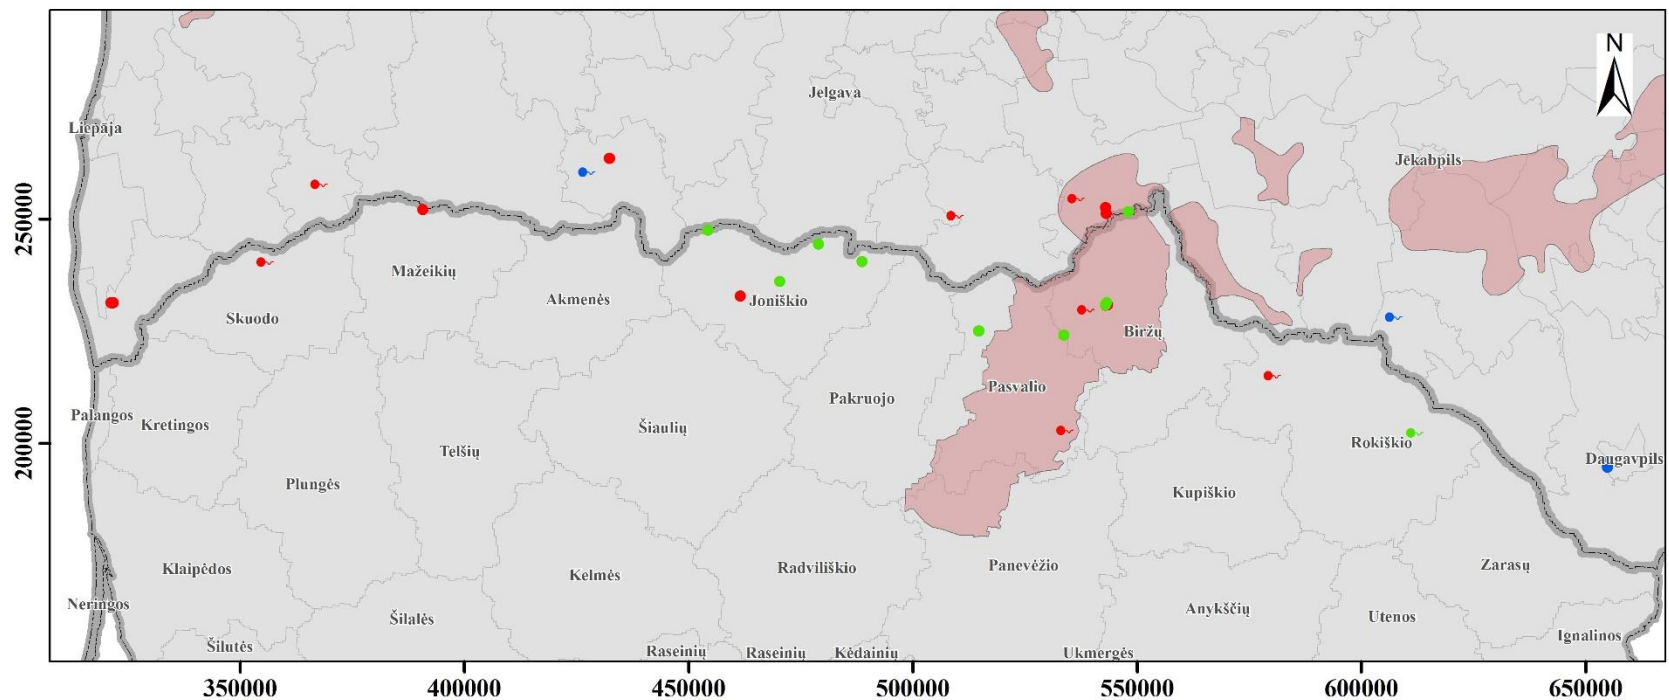 N
Jelgava
Liepāja
Jēkabpils
250000
Mažeikių
Akmenės
Joniškio
Skuodo
Biržų
Pasvalio
Pakruojo
Palangos
Kretingos
Šiaulių
Rokiškio
200000
Telšių
Daugavpils
Plungės
Kupiškio
Klaipėdos
Kelmės
Radviliškio
Panevėžio
Zarasų
Neringos
Šilalės
Anykščių
Utenos
Ignalinos
Šilutės
Raseinių
Raseinių
Kėdainių
Ukmergės
350000 400000 450000 500000 550000 600000 650000